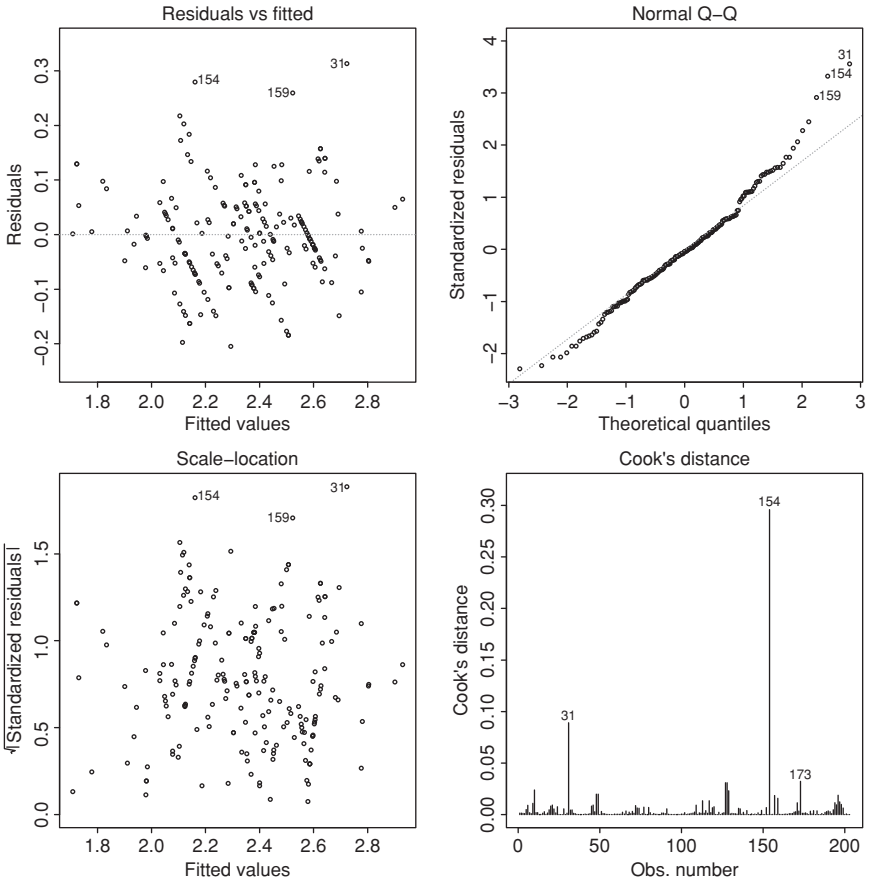 Residuals vs fitted
Residuals
0.3
0.2
0.1
0.0
−0.1
−0.2
154
159
31
1.8 2.0 2.2 2.4 2.6 2.8
Fitted values
Normal Q−Q
Standardized residuals
4
3
2
1
0
−1
−2
31
154
159
−3 −2 −1 0 1 2 3
Theoretical quantiles
Scale−location
√|Standardized residuals|
1.5
1.0
0.5
0.0
154
159
31
1.8 2.0 2.2 2.4 2.6 2.8
Fitted values
Cook's distance
Cook's distance
0.30
0.25
0.20
0.15
0.10
0.05
0.00
154
31
173
0 50 100 150 200
Obs. number